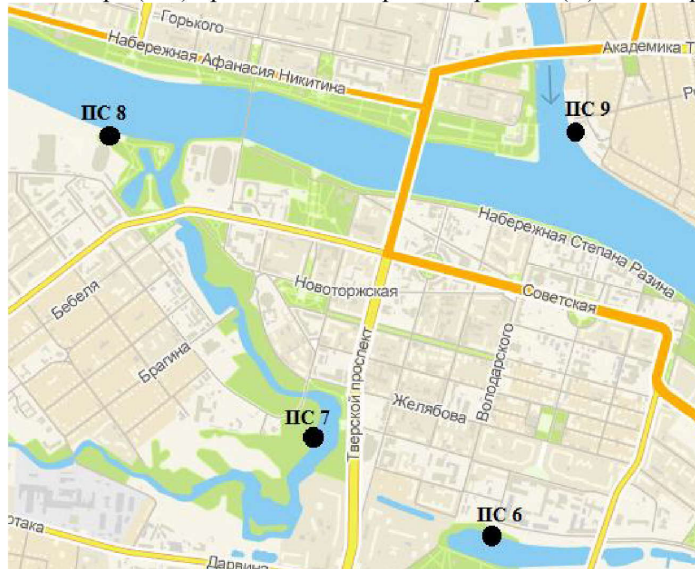 Горького
Набережная Афанасия Никитина
Академика Т
ПС 8
ПС 9
Набережная Степана Разина
Новоторжская
Советская
Бебеля
Брагина
Володарского
Тверской проспект
Желябова
ПС 7
ПС 6
отака
Дарвина